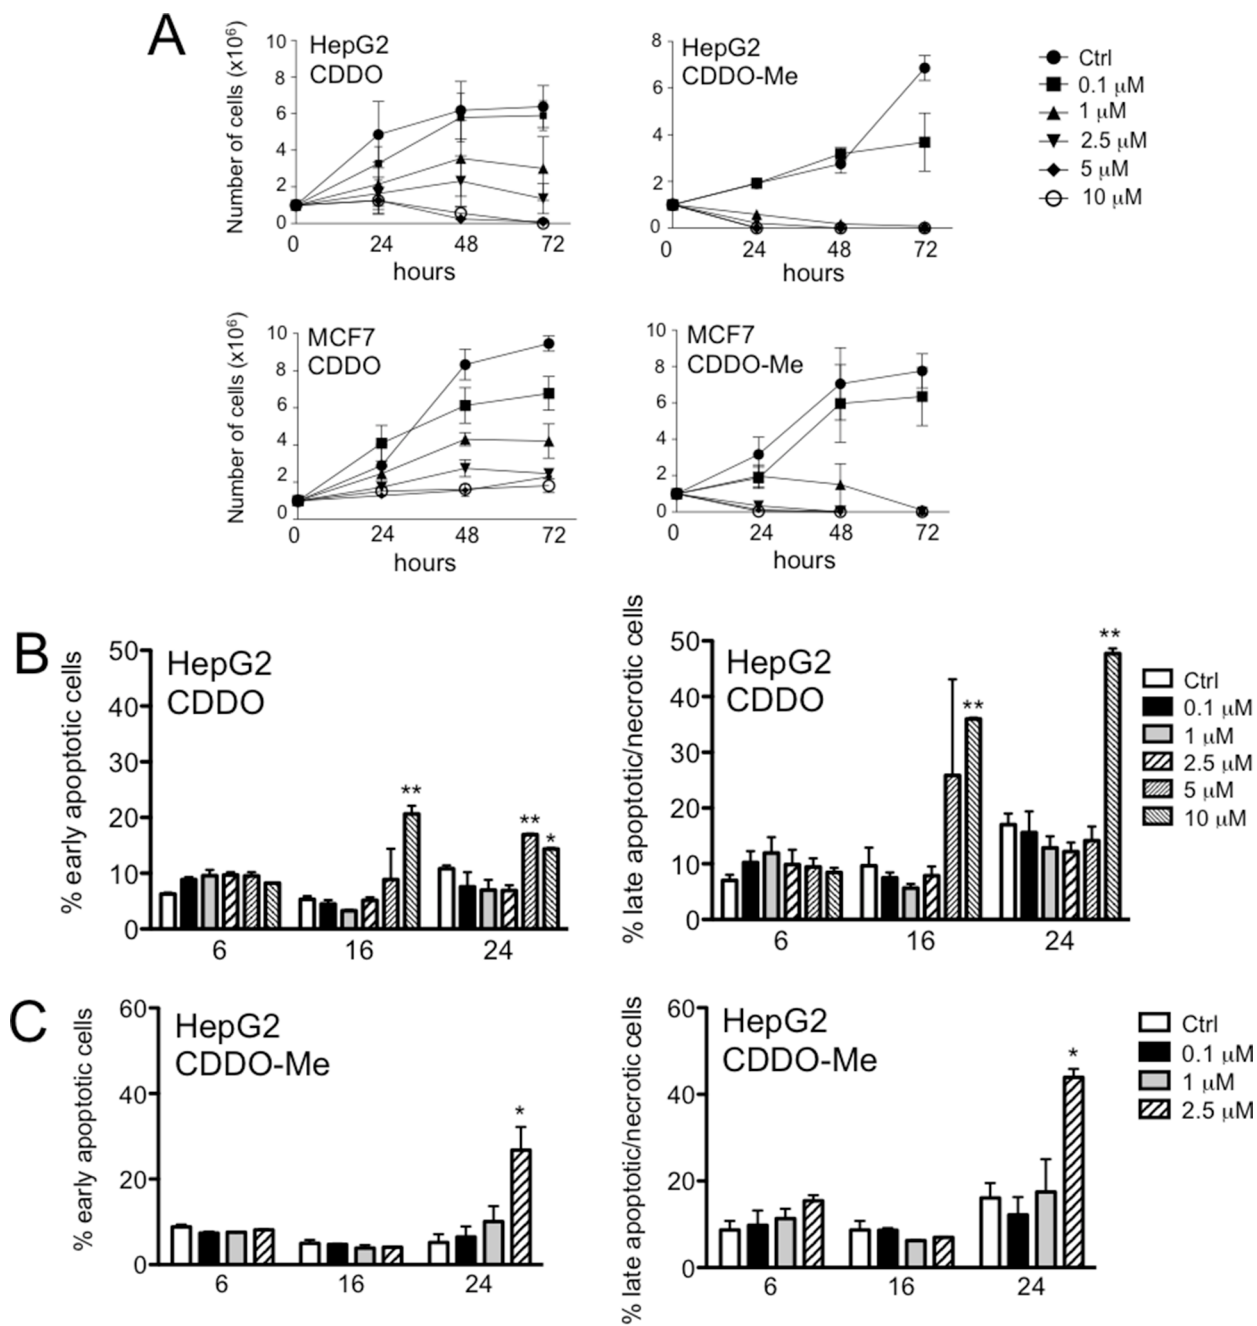 A
HepG2
CDDO
Number of cells (x10⁶)
10
8
6
4
2
0
0 24 48 72
hours
HepG2
CDDO-Me
8
6
4
2
0
0 24 48 72
hours
Ctrl
0.1 µM
1 µM
2.5 µM
5 µM
10 µM
MCF7
CDDO
Number of cells (x10⁶)
10
8
6
4
2
0
0 24 48 72
hours
MCF7
CDDO-Me
10
8
6
4
2
0
0 24 48 72
hours
B
HepG2
CDDO
% early apoptotic cells
50
40
30
20
10
0
** ** *
6 16 24
HepG2
CDDO
% late apoptotic/necrotic cells
50
40
30
20
10
0
** **
6 16 24
Ctrl
0.1 µM
1 µM
2.5 µM
5 µM
10 µM
C
HepG2
CDDO-Me
% early apoptotic cells
60
40
20
0
*
6 16 24
HepG2
CDDO-Me
% late apoptotic/necrotic cells
60
40
20
0
*
6 16 24
Ctrl
0.1 µM
1 µM
2.5 µM